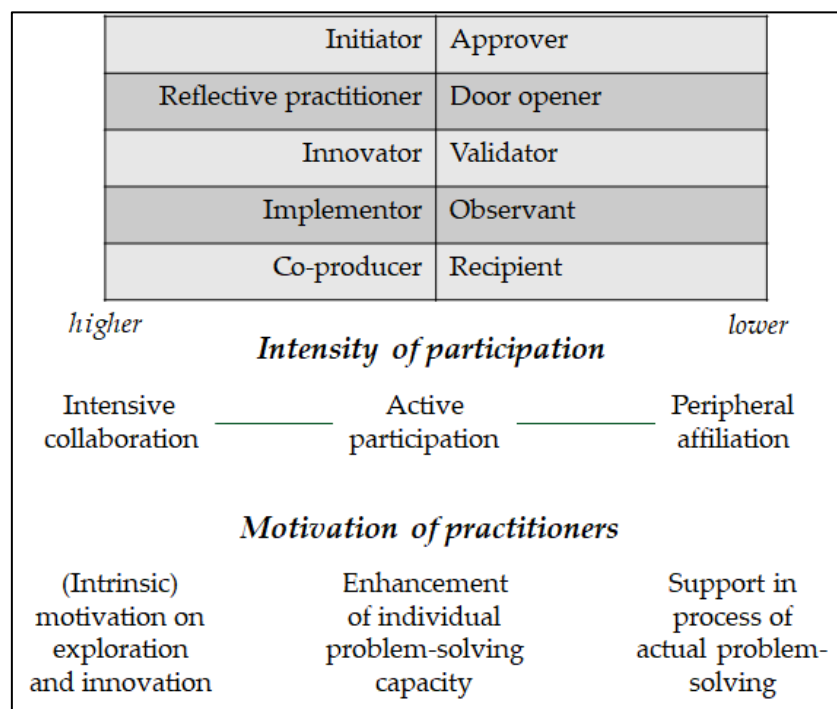 Initiator Approver
Reflective practitioner Door opener
Innovator Validator
Implementor Observant
Co-producer Recipient
higher lower
Intensity of participation
Intensive
collaboration
Active
participation
Peripheral
affiliation
Motivation of practitioners
(Intrinsic)
motivation on
exploration
and innovation
Enhancement
of individual
problem-solving
capacity
Support in
process of
actual problem-
solving